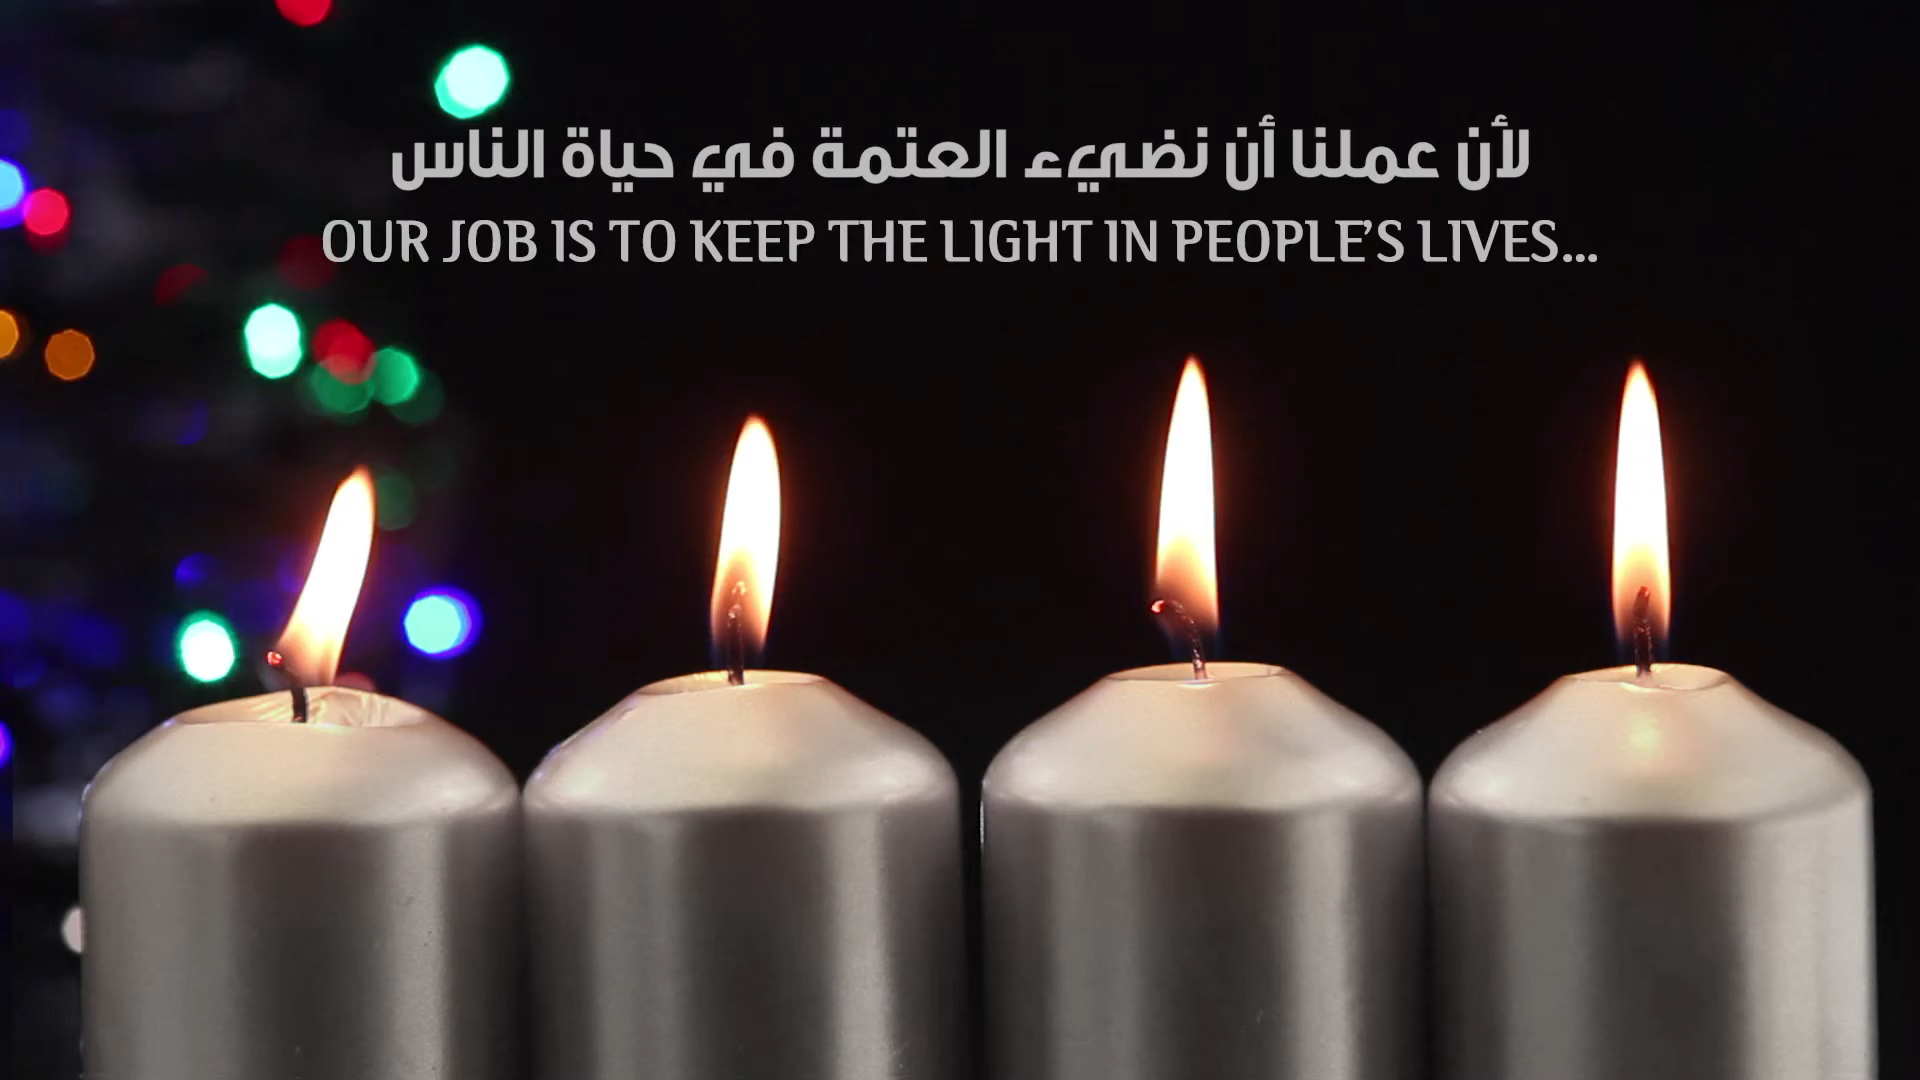 لأن عملنا أن نضيء العتمة في حياة الناس
OUR JOB IS TO KEEP THE LIGHT IN PEOPLE’S LIVES...